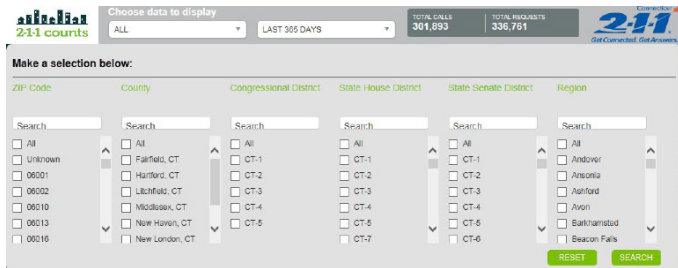 Choose data to display
ALL
LAST 365 DAYS
TOTAL CALLS
301,893
TOTAL REQUESTS
336,761
2-1-1 counts
Connecticut
2-1-1
Get Connected. Get Answers.
Make a selection below:
ZIP Code
County
Congressional District
State House District
State Senate District
Region
Search
Search
Search
Search
Search
Search
All
All
All
All
All
All
Unknown
Fairfield, CT
CT-1
CT-1
CT-1
Andover
06001
Hartford, CT
CT-2
CT-2
CT-2
Ansonia
06002
Litchfield, CT
CT-3
CT-3
CT-3
Ashford
06010
Middlesex, CT
CT-4
CT-4
CT-4
Avon
06013
New Haven, CT
CT-5
CT-5
CT-5
Barkhamsted
06016
New London, CT
CT-7
CT-6
Beacon Falls
RESET
SEARCH